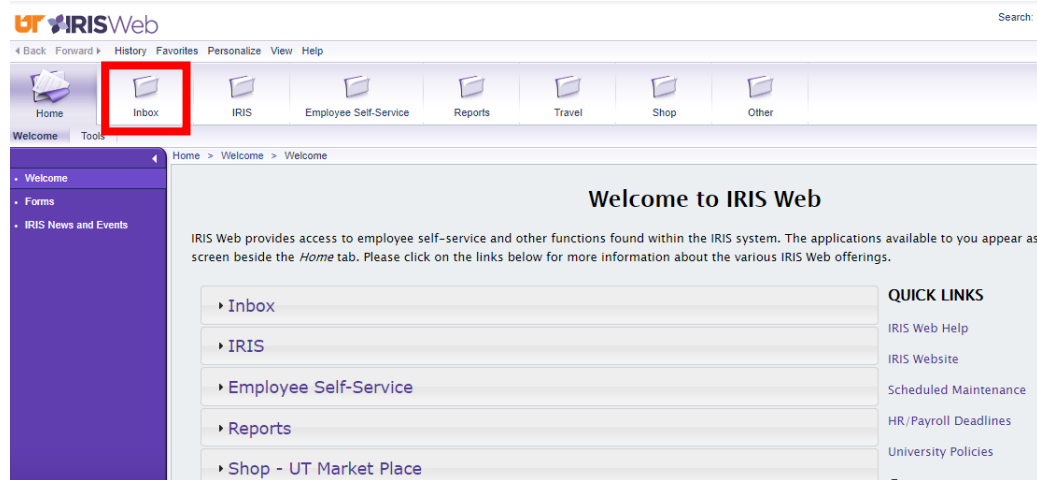 UT IRISWeb
Search:
Back Forward History Favorites Personalize View Help
Home Inbox IRIS Employee Self-Service Reports Travel Shop Other
Welcome Tools
Home > Welcome > Welcome
• Welcome
• Forms
• IRIS News and Events
Welcome to IRIS Web
IRIS Web provides access to employee self-service and other functions found within the IRIS system. The applications available to you appear as
screen beside the Home tab. Please click on the links below for more information about the various IRIS Web offerings.
Inbox
IRIS
Employee Self-Service
Reports
Shop - UT Market Place
QUICK LINKS
IRIS Web Help
IRIS Website
Scheduled Maintenance
HR/Payroll Deadlines
University Policies